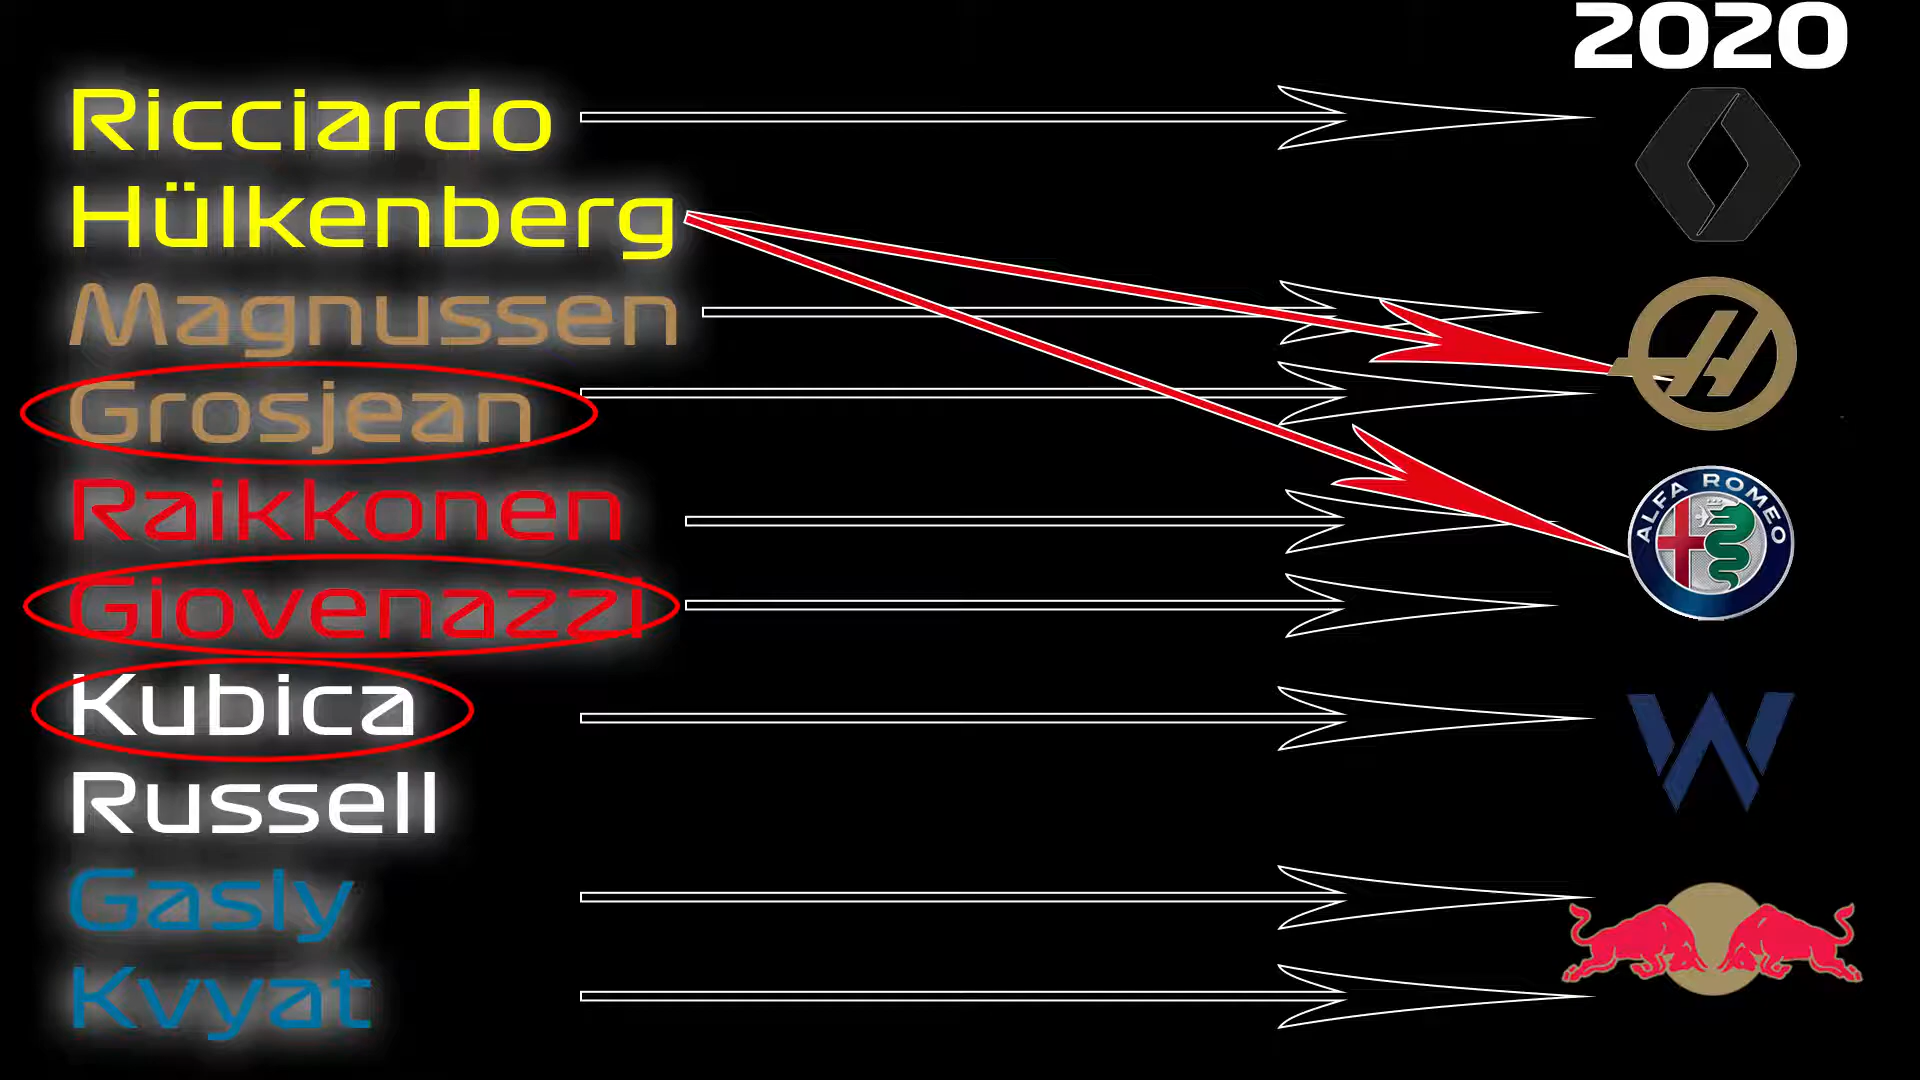 2020
Ricciardo
Hülkenberg
Magnussen
Grosjean
Raikkonen
Giovenazzi
Kubica
Russell
Gasly
Kvyat
ALFA ROMEO